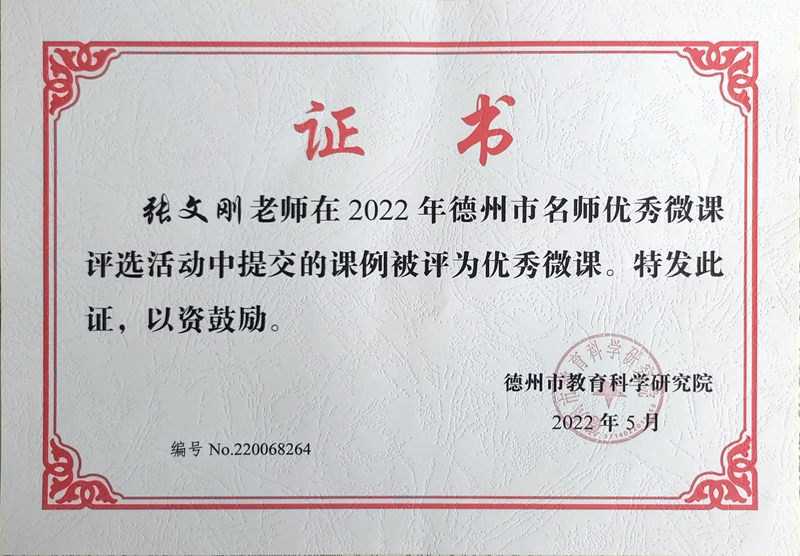 证书
张文刚老师在2022年德州市名师优秀微课
评选活动中提交的课例被评为优秀微课。特发此
证，以资鼓励。
德州市教育科学研究院
2022年5月
编号 No.220068264